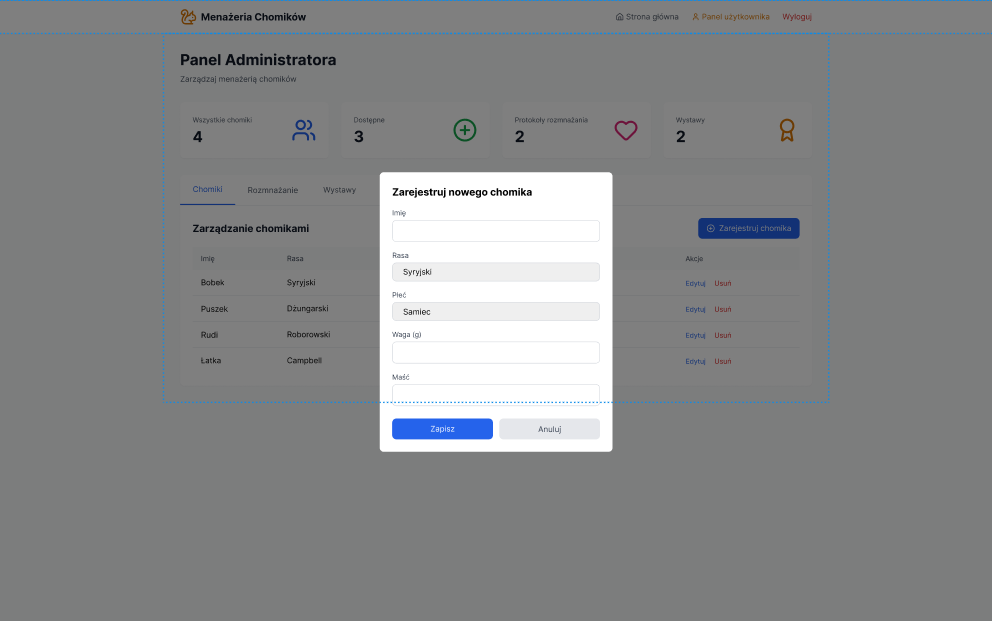 Menażeria Chomików
Strona główna
Panel użytkownika
Wyloguj
Panel Administratora
Zarządzaj menażerią chomików
Wszystkie chomiki
4
Dostępne
3
Protokoły rozmnażania
2
Wystawy
2
Chomiki
Rozmnażanie
Wystawy
Zarządzanie chomikami
Zarejestruj chomika
Imię
Rasa
Akcje
Bobek
Syryjski
Edytuj
Usuń
Puszek
Dżungarski
Edytuj
Usuń
Rudi
Roborowski
Edytuj
Usuń
Łatka
Campbell
Edytuj
Usuń
Zarejestruj nowego chomika
Imię
Rasa
Syryjski
Płeć
Samiec
Waga (g)
Maść
Zapisz
Anuluj